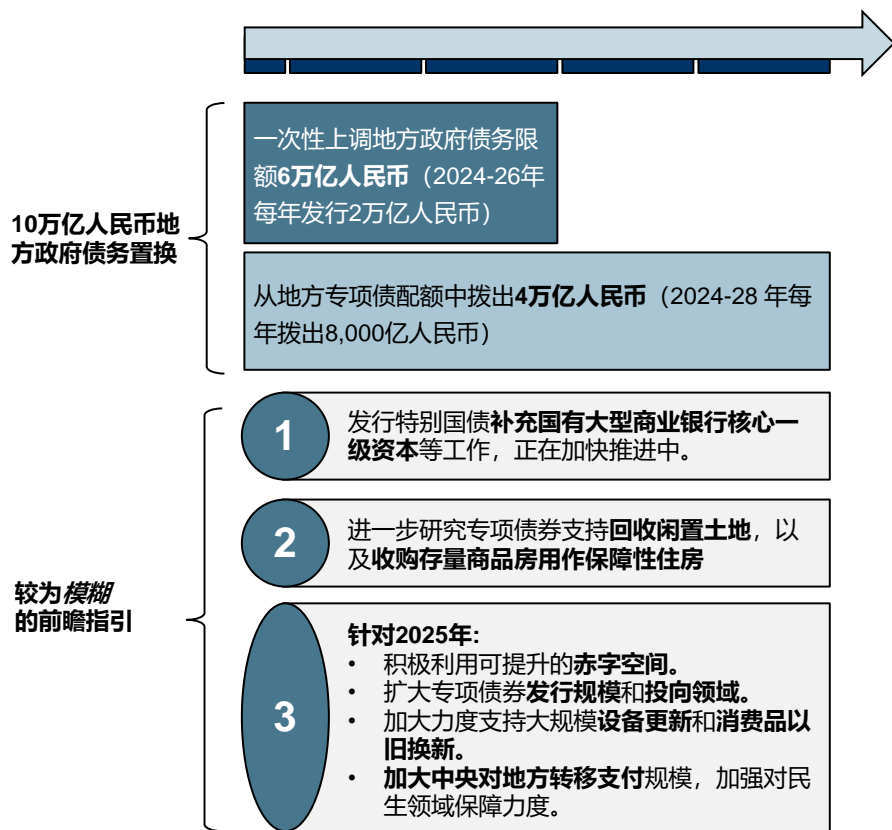 一次性上调地方政府债务限
额6万亿人民币（2024-26年
每年发行2万亿人民币）
10万亿人民币地
方政府债务置换
从地方专项债配额中拨出4万亿人民币（2024-28 年每
年拨出8,000亿人民币）
1
发行特别国债补充国有大型商业银行核心一
级资本等工作，正在加快推进中。
2
进一步研究专项债券支持回收闲置土地，以
及收购存量商品房用作保障性住房
较为模糊
的前瞻指引
3
针对2025年:
• 积极利用可提升的赤字空间。
• 扩大专项债券发行规模和投向领域。
• 加大力度支持大规模设备更新和消费品以
旧换新。
• 加大中央对地方转移支付规模，加强对民
生领域保障力度。